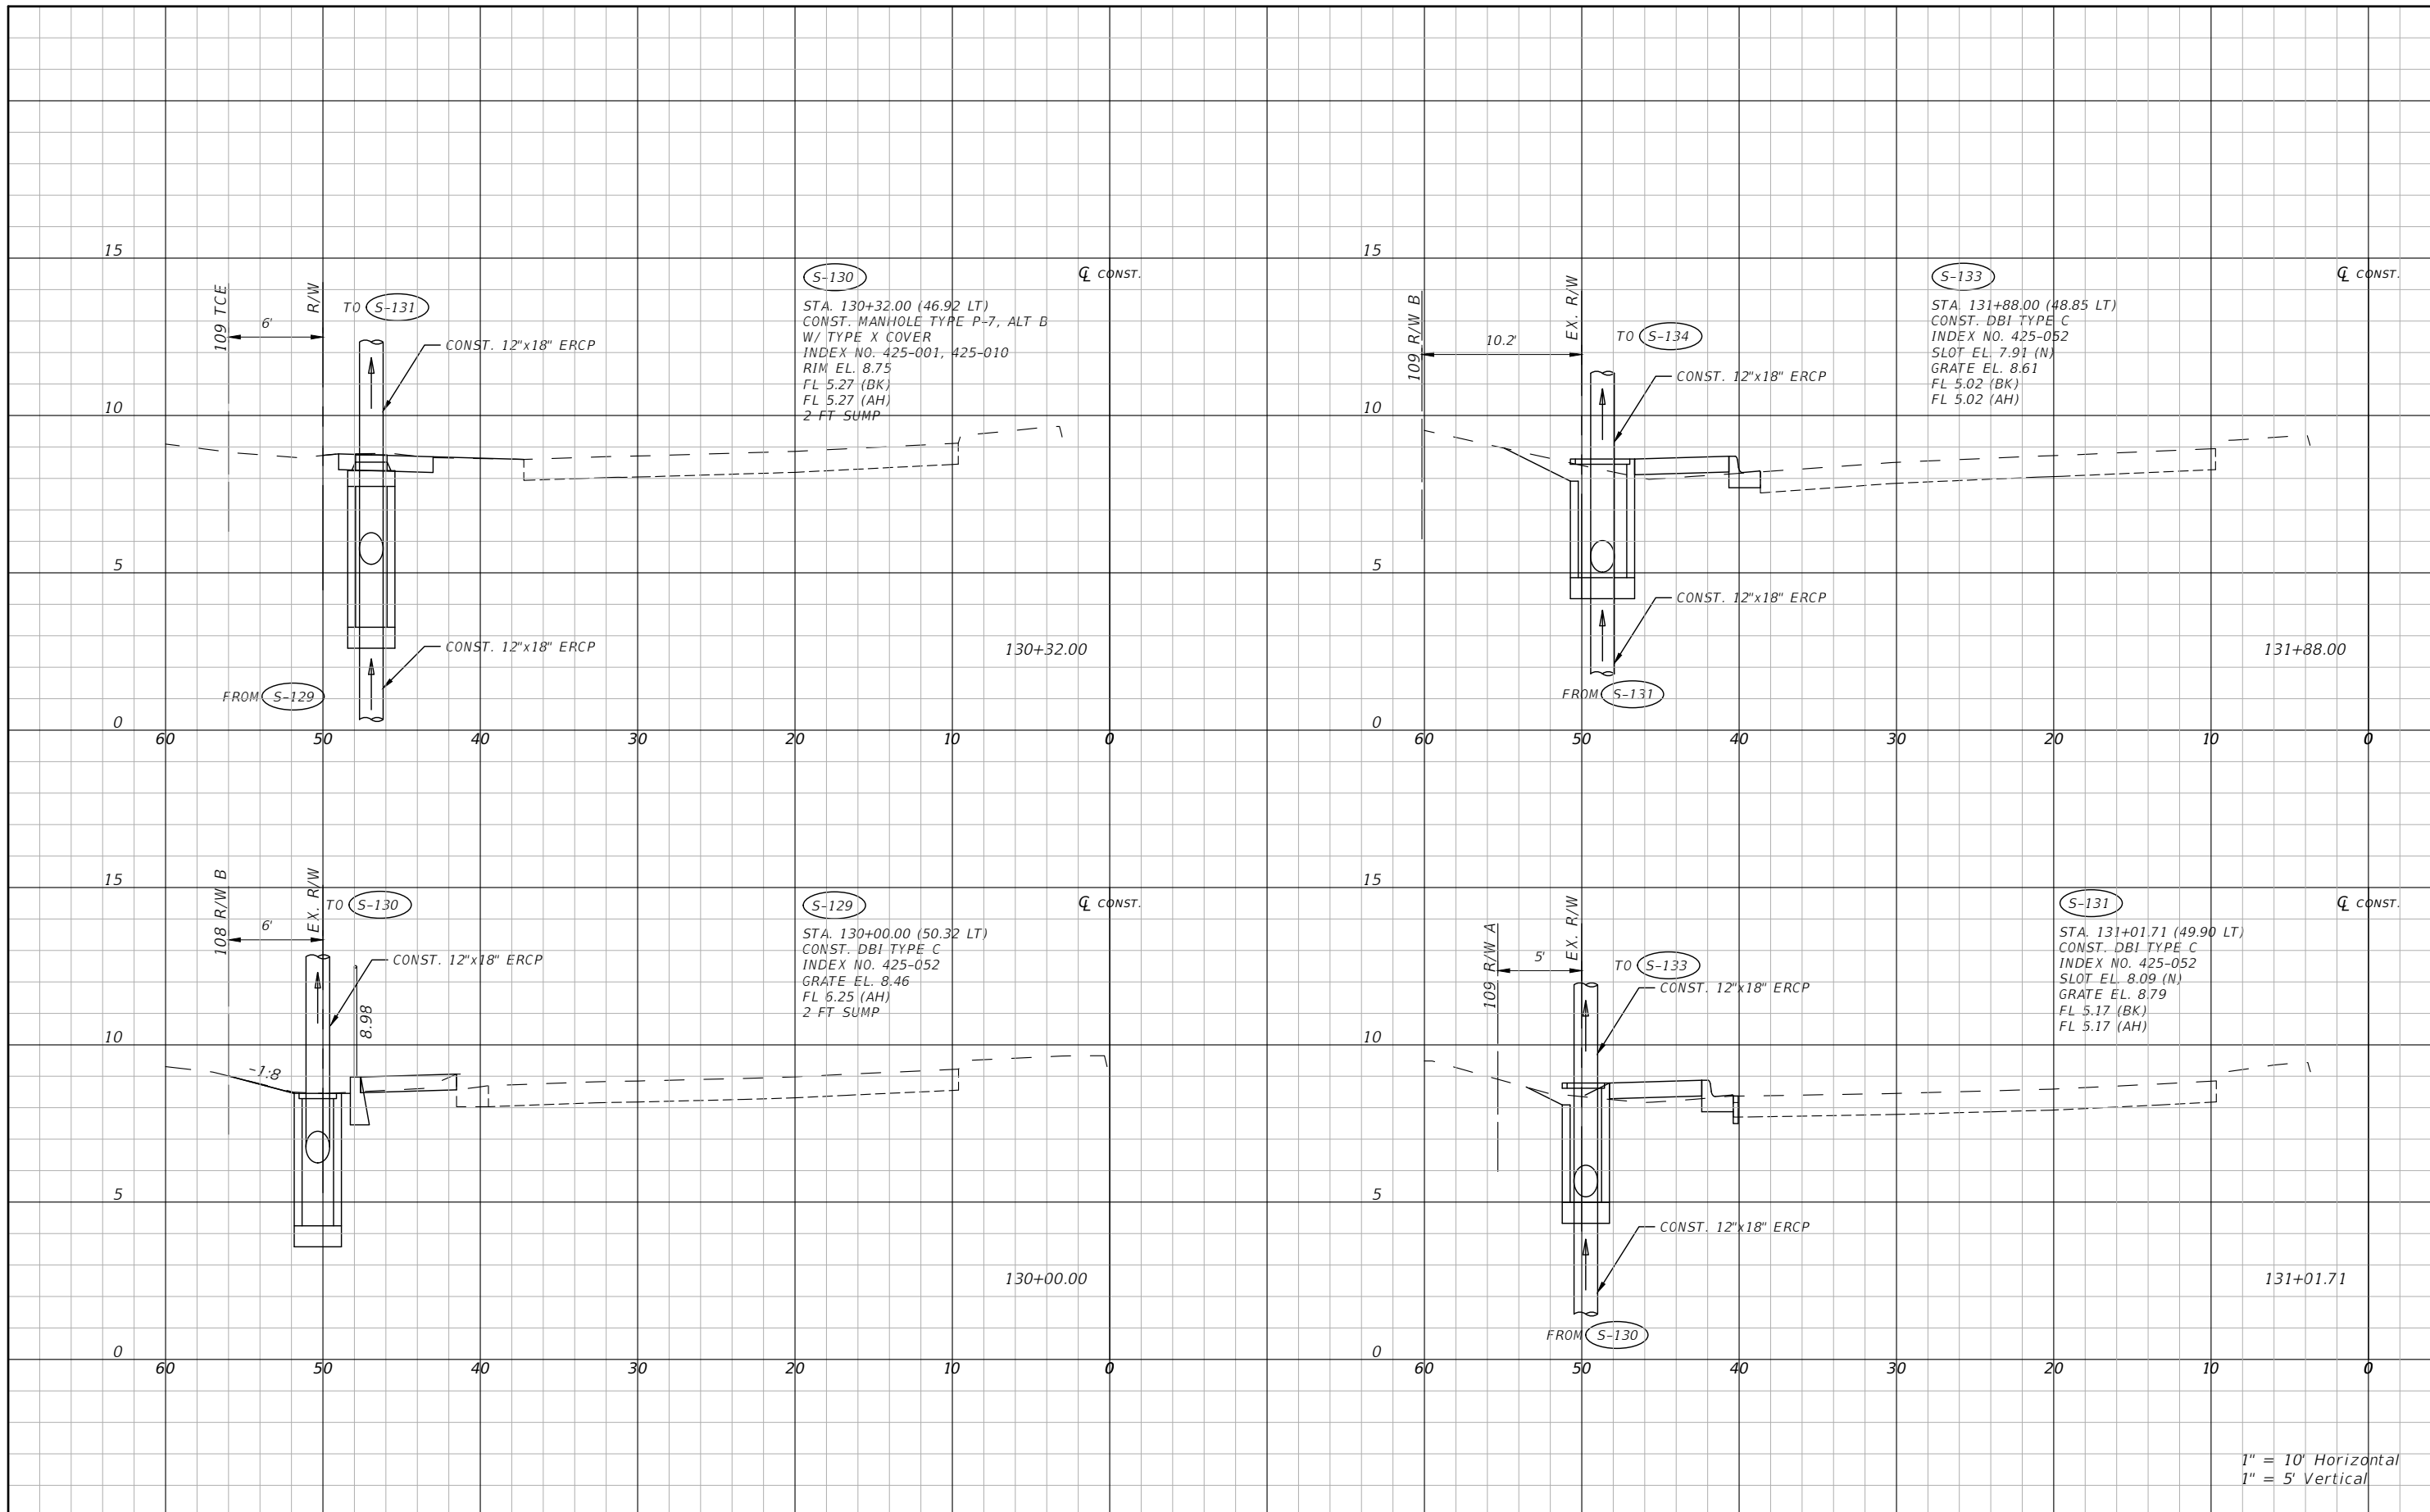 15
10
5
0
109 TCE
6'
R/W
TO S-131
CONST. 12"x18" ERCP
CONST. 12"x18" ERCP
FROM S-129
S-130
STA. 130+32.00 (46.92 LT)
CONST. MANHOLE TYPE P-7, ALT B
W/ TYPE X COVER
INDEX NO. 425-001, 425-010
RIM EL. 8.75
FL 5.27 (BK)
FL 5.27 (AH)
2 FT SUMP
℄ CONST.
130+32.00
60 50 40 30 20 10 0
15
10
5
0
109 R/W B
10.2'
EX. R/W
TO S-134
CONST. 12"x18" ERCP
CONST. 12"x18" ERCP
FROM S-131
S-133
STA. 131+88.00 (48.85 LT)
CONST. DBI TYPE C
INDEX NO. 425-052
SLOT EL. 7.91 (N)
GRATE EL. 8.61
FL 5.02 (BK)
FL 5.02 (AH)
℄ CONST.
131+88.00
60 50 40 30 20 10 0
15
10
5
0
108 R/W B
6'
EX. R/W
TO S-130
CONST. 12"x18" ERCP
8.98
-1:8
S-129
STA. 130+00.00 (50.32 LT)
CONST. DBI TYPE C
INDEX NO. 425-052
GRATE EL. 8.46
FL 6.25 (AH)
2 FT SUMP
℄ CONST.
130+00.00
60 50 40 30 20 10 0
15
10
5
0
109 R/W A
5'
EX. R/W
TO S-133
CONST. 12"x18" ERCP
CONST. 12"x18" ERCP
FROM S-130
S-131
STA. 131+01.71 (49.90 LT)
CONST. DBI TYPE C
INDEX NO. 425-052
SLOT EL. 8.09 (N)
GRATE EL. 8.79
FL 5.17 (BK)
FL 5.17 (AH)
℄ CONST.
131+01.71
60 50 40 30 20 10 0
1" = 10' Horizontal
1" = 5' Vertical